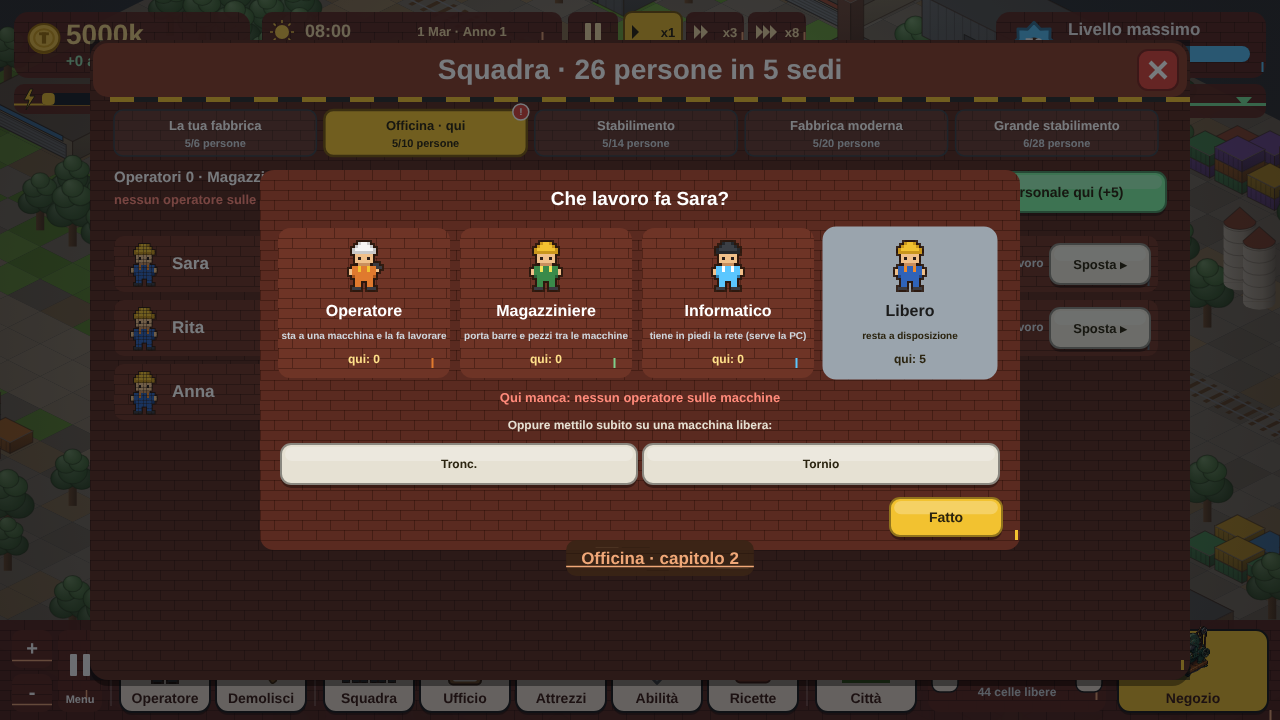 5000k
+0
08:00
1 Mar · Anno 1
x1
x3
x8
Livello massimo
Squadra · 26 persone in 5 sedi
La tua fabbrica
5/6 persone
Officina · qui
5/10 persone
!
Stabilimento
5/14 persone
Fabbrica moderna
5/20 persone
Grande stabilimento
6/28 persone
Operatori 0 · Magazzi
nessun operatore sulle
rsonale qui (+5)
Sara
voro
Sposta ▸
Rita
voro
Sposta ▸
Anna
Che lavoro fa Sara?
Operatore
sta a una macchina e la fa lavorare
qui: 0
Magazziniere
porta barre e pezzi tra le macchine
qui: 0
Informatico
tiene in piedi la rete (serve la PC)
qui: 0
Libero
resta a disposizione
qui: 5
Qui manca: nessun operatore sulle macchine
Oppure mettilo subito su una macchina libera:
Tronc.
Tornio
Fatto
Officina · capitolo 2
+
-
Menu
Operatore
Demolisci
Squadra
Ufficio
Attrezzi
Abilità
Ricette
Città
44 celle libere
Negozio